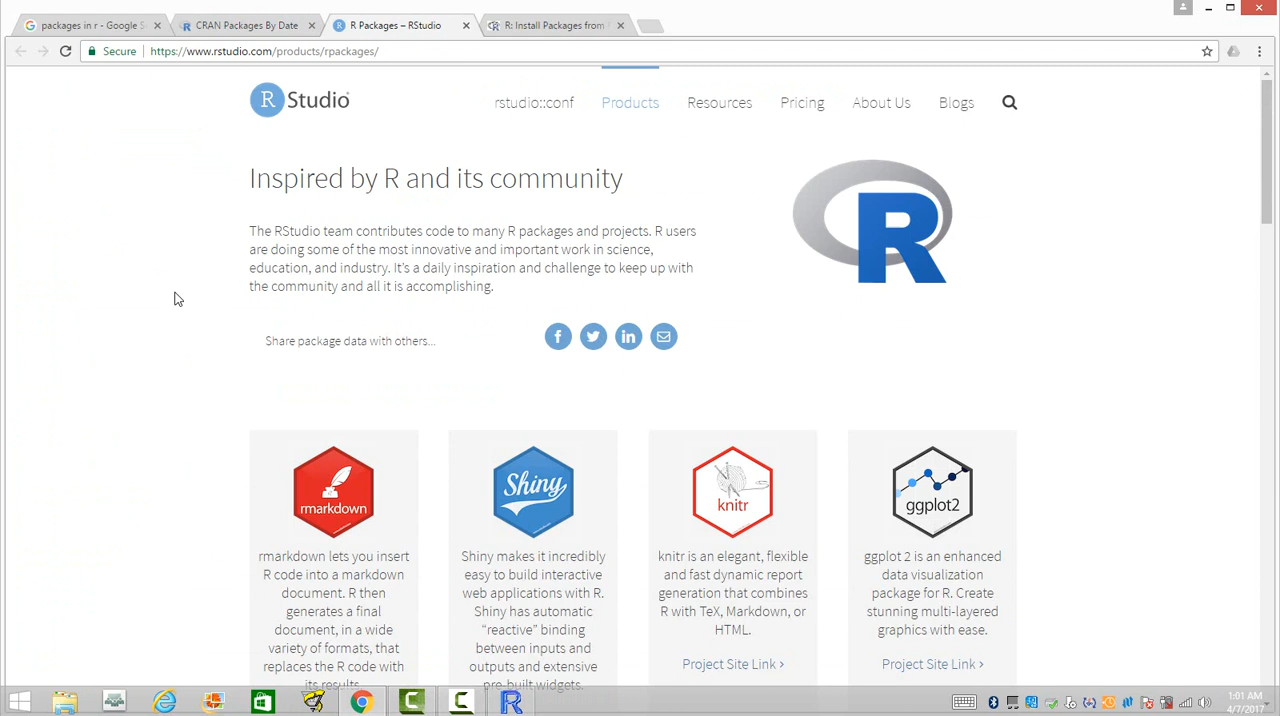 packages in r - Google S
CRAN Packages By Date
R Packages – RStudio
R: Install Packages from
Secure
https://www.rstudio.com/products/rpackages/
R Studio
rstudio::conf
Products
Resources
Pricing
About Us
Blogs
Inspired by R and its community
The RStudio team contributes code to many R packages and projects. R users
are doing some of the most innovative and important work in science,
education, and industry. It's a daily inspiration and challenge to keep up with
the community and all it is accomplishing.
R
Share package data with others...
rmarkdown
rmarkdown lets you insert
R code into a markdown
document. R then
generates a final
document, in a wide
variety of formats, that
replaces the R code with
its results.
Shiny
Shiny makes it incredibly
easy to build interactive
web applications with R.
Shiny has automatic
“reactive” binding
between inputs and
outputs and extensive
pre-built widgets.
knitr
knitr is an elegant, flexible
and fast dynamic report
generation that combines
R with TeX, Markdown, or
HTML.
Project Site Link ›
ggplot2
ggplot 2 is an enhanced
data visualization
package for R. Create
stunning multi-layered
graphics with ease.
Project Site Link ›
1:01 AM
4/7/2017